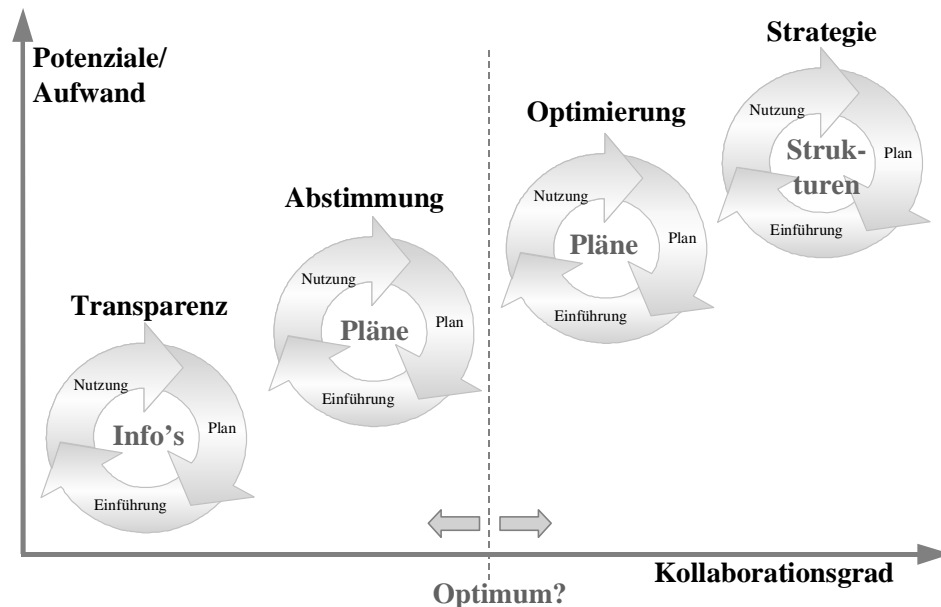 Potenziale/
Aufwand
Strategie
Nutzung
Plan
Struk-
turen
Einführung
Optimierung
Nutzung
Plan
Pläne
Einführung
Abstimmung
Nutzung
Plan
Pläne
Einführung
Transparenz
Nutzung
Plan
Info's
Einführung
Kollaborationsgrad
Optimum?